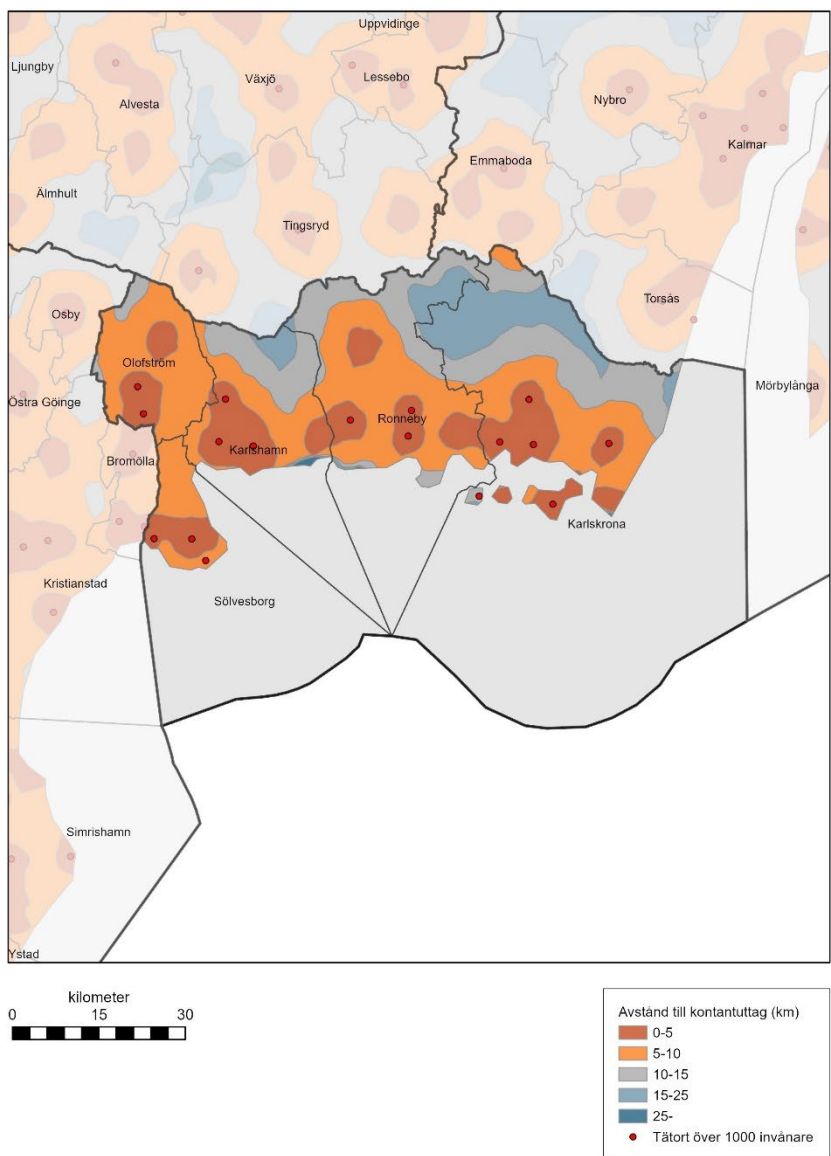 Uppvidinge
Ljungby
Växjö
Lessebo
Alvesta
Nybro
Kalmar
Emmaboda
Älmhult
Tingsryd
Torsås
Osby
Olofström
Mörbylånga
Östra Göinge
Ronneby
Karlshamn
Bromölla
Karlskrona
Kristianstad
Sölvesborg
Simrishamn
Ystad
kilometer
0 15 30
Avstånd till kontantuttag (km)
0-5
5-10
10-15
15-25
25-
Tätort över 1000 invånare